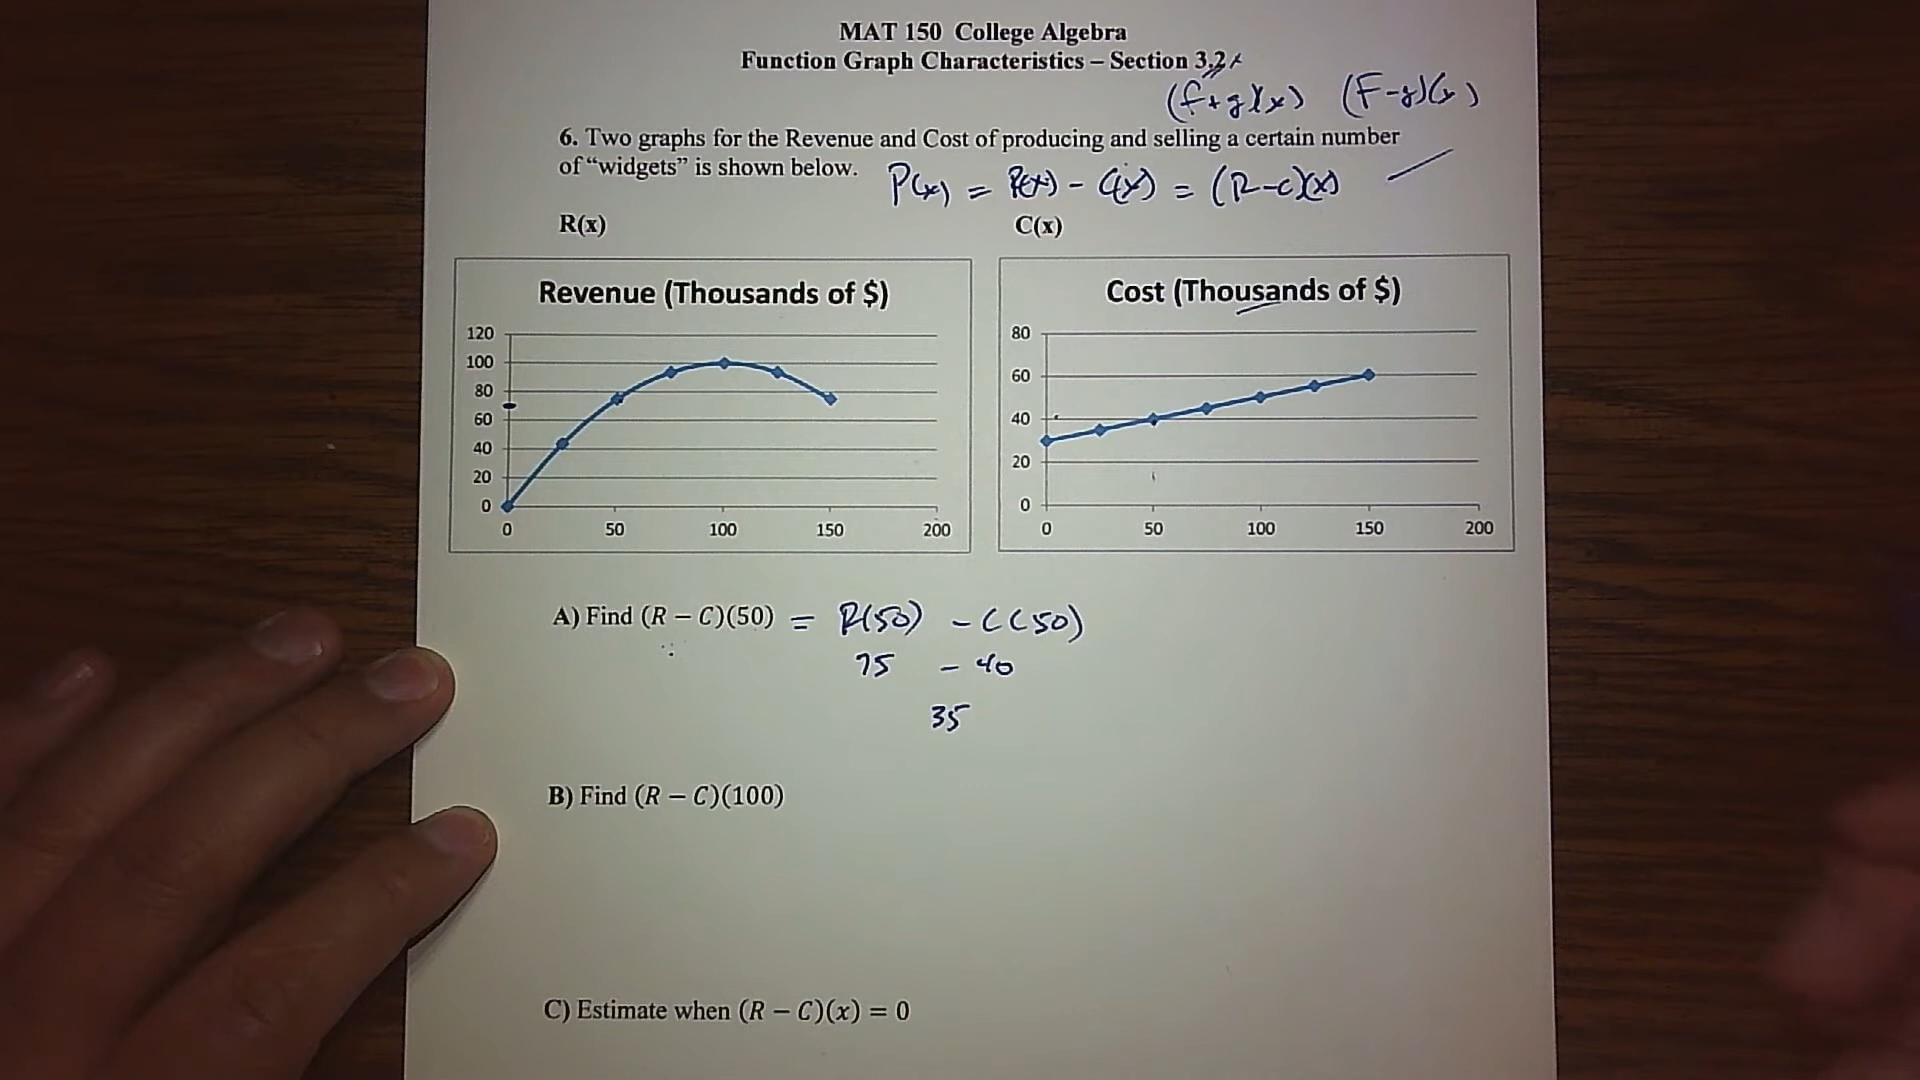 MAT 150 College Algebra
Function Graph Characteristics – Section 3.2
(f+g)(x) (F-g)(x)
6. Two graphs for the Revenue and Cost of producing and selling a certain number
of “widgets” is shown below.
P(x) = R(x) - C(x) = (R-C)(x)
R(x)
C(x)
Revenue (Thousands of $)
120
100
80
60
40
20
0
0 50 100 150 200
Cost (Thousands of $)
80
60
40
20
0
0 50 100 150 200
A) Find (R – C)(50) = R(50) - C(50)
75 - 40
35
B) Find (R – C)(100)
C) Estimate when (R – C)(x) = 0